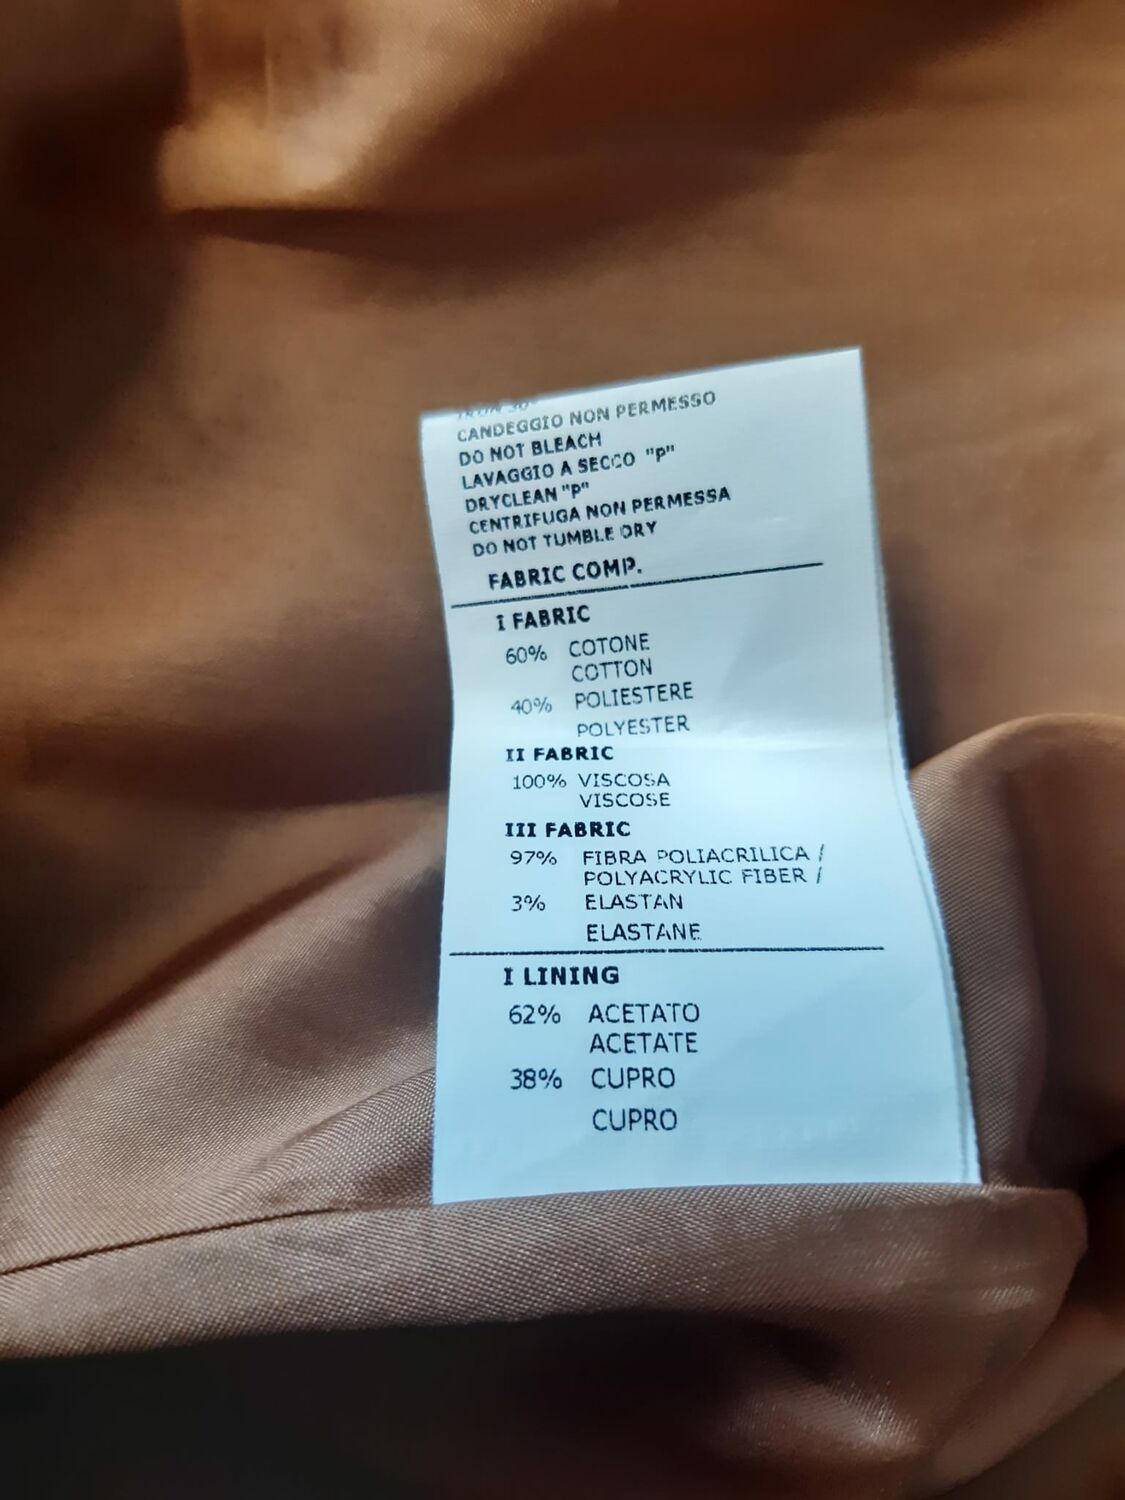 CANDEGGIO NON PERMESSO
DO NOT BLEACH
LAVAGGIO A SECCO "P"
DRYCLEAN "P"
CENTRIFUGA NON PERMESSA
DO NOT TUMBLE DRY
FABRIC COMP.
I FABRIC
60% COTONE
COTTON
40% POLIESTERE
POLYESTER
II FABRIC
100% VISCOSA
VISCOSE
III FABRIC
97% FIBRA POLIACRILICA /
POLYACRYLIC FIBER /
3% ELASTAN
ELASTANE
I LINING
62% ACETATO
ACETATE
38% CUPRO
CUPRO